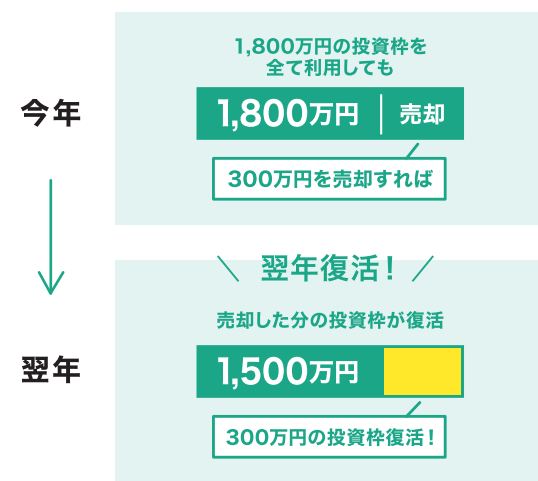 1,800万円の投資枠を
全て利用しても
今年
1,800万円
売却
300万円を売却すれば
翌年復活！
売却した分の投資枠が復活
翌年
1,500万円
300万円の投資枠復活！